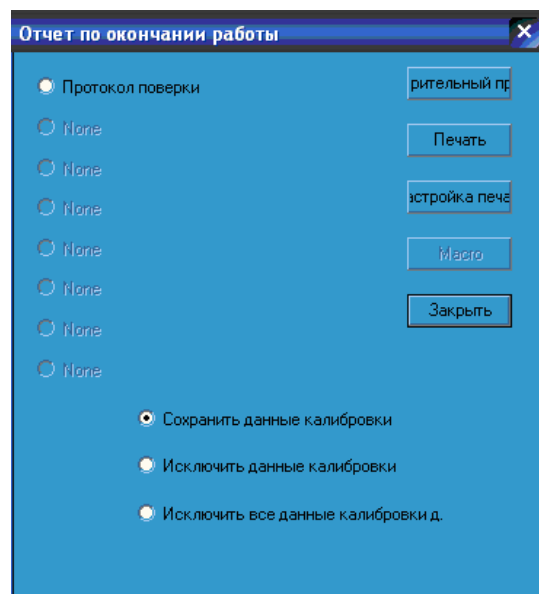 Отчет по окончании работы
Протокол поверки
None
None
None
None
None
None
None
рительный пр
Печать
астройка печа
Macro
Закрыть
Сохранить данные калибровки
Исключить данные калибровки
Исключить все данные калибровки д.